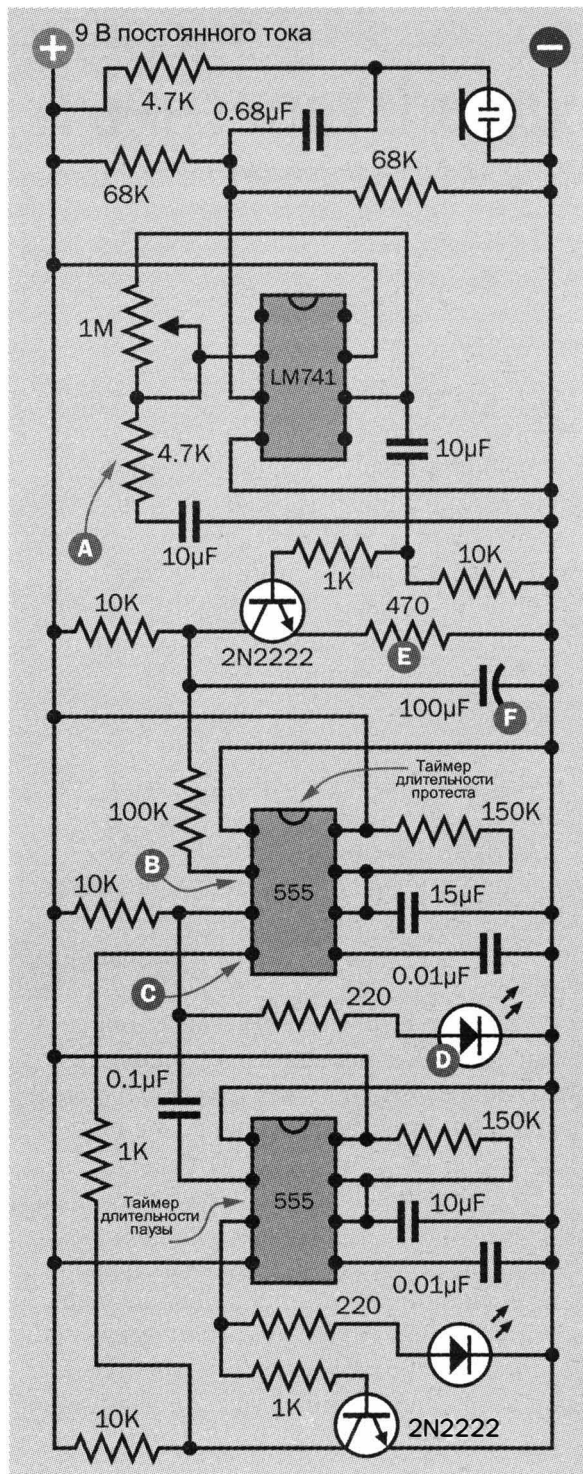 + 9 В постоянного тока −
4.7K
0.68µF
68K
68K
1M
LM741
4.7K
10µF
A
10µF
1K
10K
10K
470
E
2N2222
100µF
F
Таймер
длительности
протеста
100K
150K
B
555
10K
15µF
C
0.01µF
220
D
0.1µF
150K
1K
555
Таймер
длительности
паузы
10µF
0.01µF
220
1K
10K
2N2222